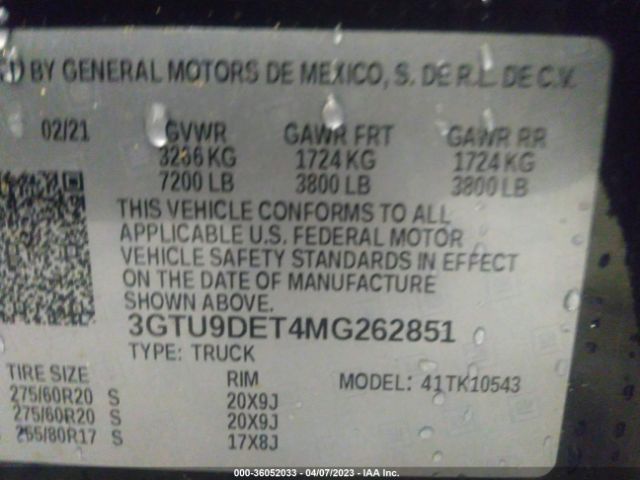 BY GENERAL MOTORS DE MEXICO, S. DE R.L. DE C.V.
02/21 GVWR GAWR FRT GAWR RR
3266 KG 1724 KG 1724 KG
7200 LB 3800 LB 3800 LB
THIS VEHICLE CONFORMS TO ALL
APPLICABLE U.S. FEDERAL MOTOR
VEHICLE SAFETY STANDARDS IN EFFECT
ON THE DATE OF MANUFACTURE
SHOWN ABOVE.
3GTU9DET4MG262851
TYPE: TRUCK
TIRE SIZE RIM MODEL: 41TK10543
275/60R20 S 20X9J
275/60R20 S 20X9J
255/80R17 S 17X8J
000-36052033 - 04/07/2023 - IAA Inc.